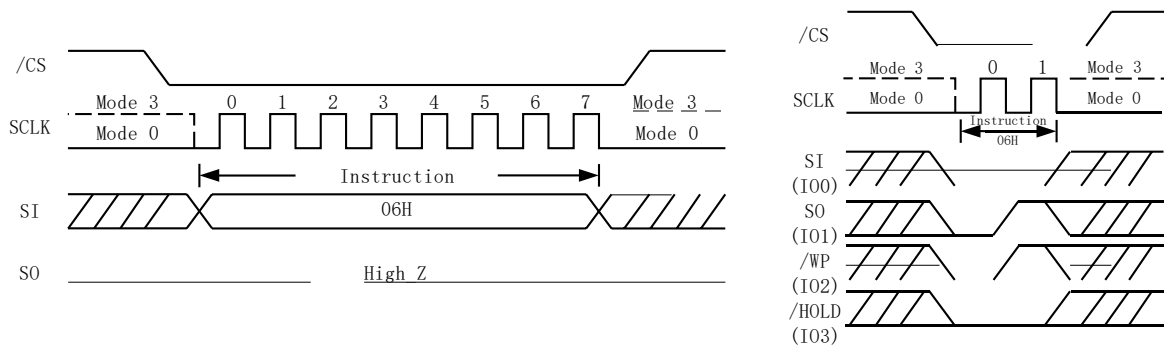 /CS
Mode 3 0 1 2 3 4 5 6 7 Mode 3
SCLK
Mode 0 Mode 0
Instruction
SI 06H
SO High_Z
/CS
Mode 3 0 1 Mode 3
SCLK Mode 0 Mode 0
Instruction
06H
SI
(IO0)
SO
(IO1)
/WP
(IO2)
/HOLD
(IO3)